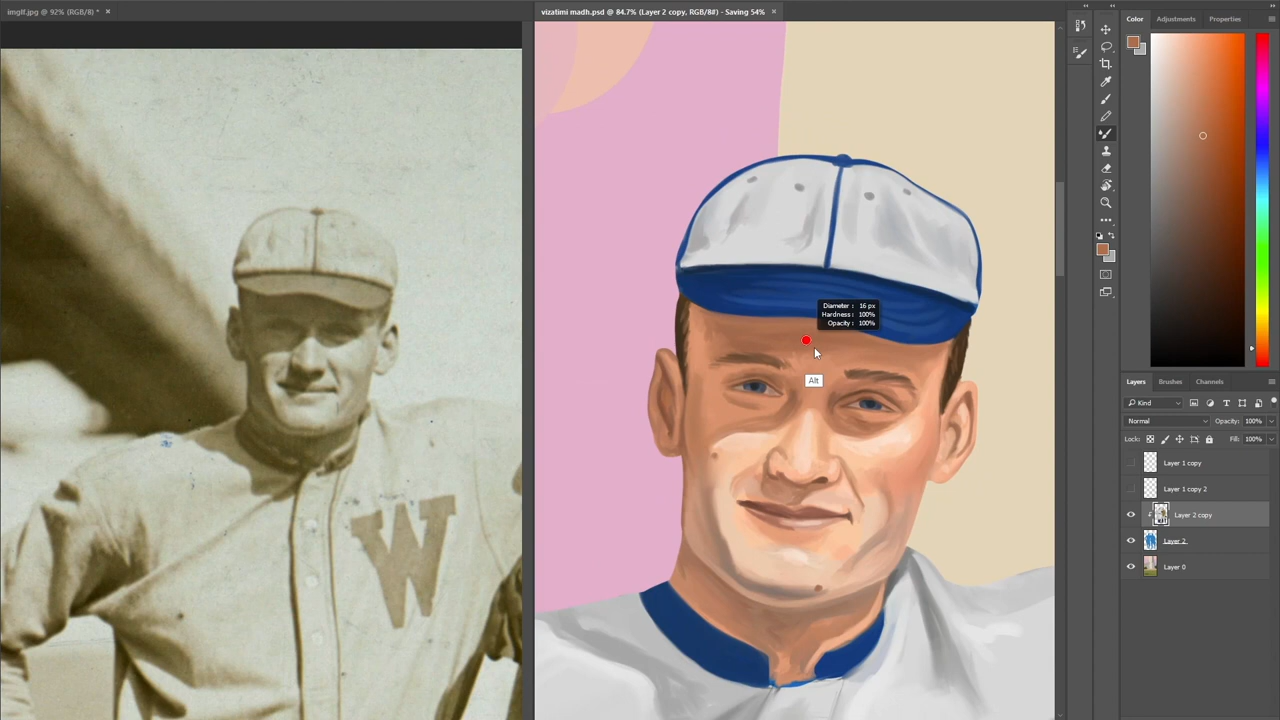 imgIf.jpg @ 92% (RGB/8) *
vizatimi madh.psd @ 84.7% (Layer 2 copy, RGB/8#) - Saving 54%
W
Diameter : 16 px
Hardness : 100%
Opacity : 100%
Alt
Color
Adjustments
Properties
Layers
Brushes
Channels
Kind
Normal
Opacity: 100%
Lock:
Fill: 100%
Layer 1 copy
Layer 1 copy 2
Layer 2 copy
Layer 2
Layer 0